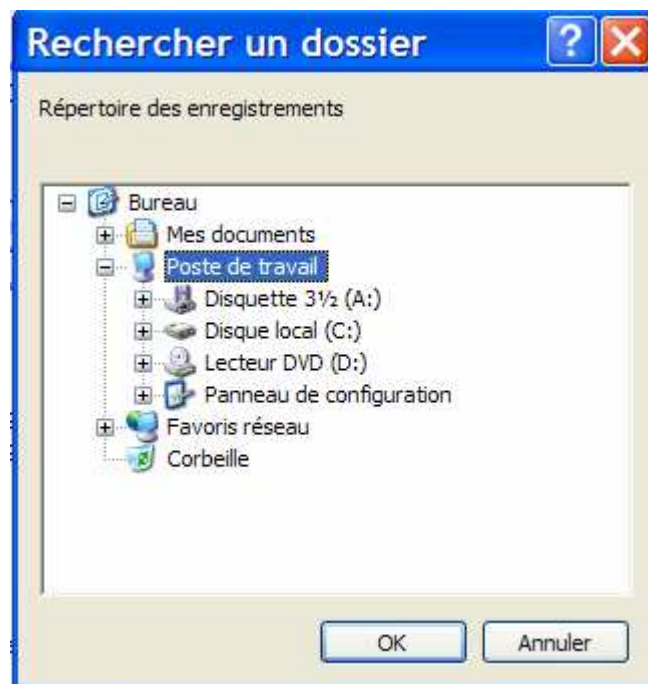 Rechercher un dossier
Répertoire des enregistrements
Bureau
Mes documents
Poste de travail
Disquette 3½ (A:)
Disque local (C:)
Lecteur DVD (D:)
Panneau de configuration
Favoris réseau
Corbeille
OK Annuler